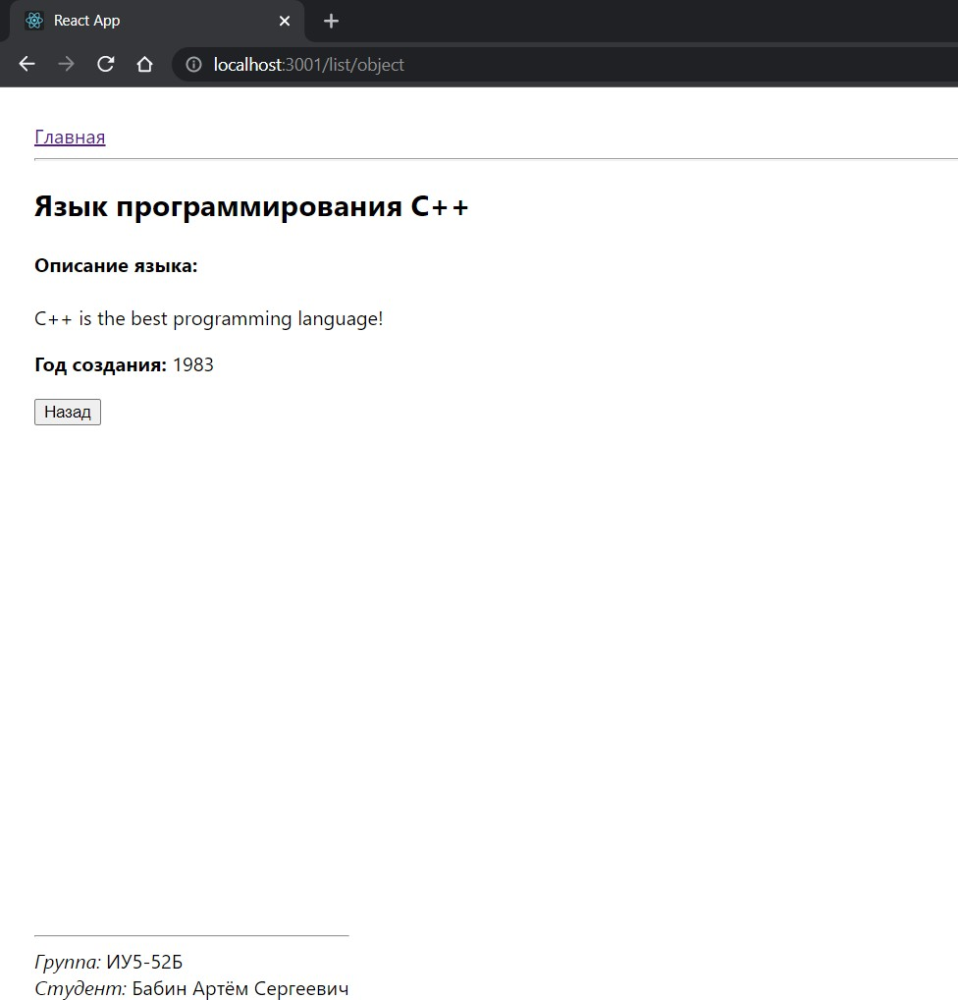 React App
localhost:3001/list/object
Главная
Язык программирования C++
Описание языка:
C++ is the best programming language!
Год создания: 1983
Назад
Группа: ИУ5-52Б
Студент: Бабин Артём Сергеевич